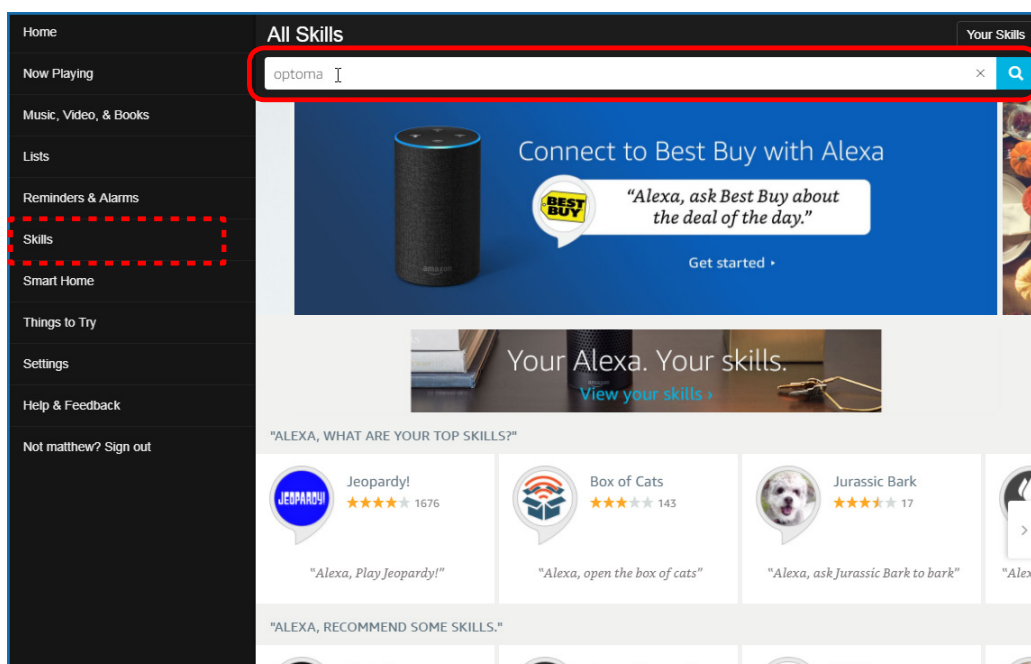 Home
Now Playing
Music, Video, & Books
Lists
Reminders & Alarms
Skills
Smart Home
Things to Try
Settings
Help & Feedback
Not matthew? Sign out
All Skills
Your Skills
optoma
Connect to Best Buy with Alexa
BEST
BUY
“Alexa, ask Best Buy about
the deal of the day.”
Get started ▸
amazon
Your Alexa. Your skills.
View your skills ›
"ALEXA, WHAT ARE YOUR TOP SKILLS?"
JEOPARDY!
Jeopardy!
1676
"Alexa, Play Jeopardy!"
Box of Cats
143
"Alexa, open the box of cats"
Jurassic Bark
17
"Alexa, ask Jurassic Bark to bark"
"Alex
"ALEXA, RECOMMEND SOME SKILLS."